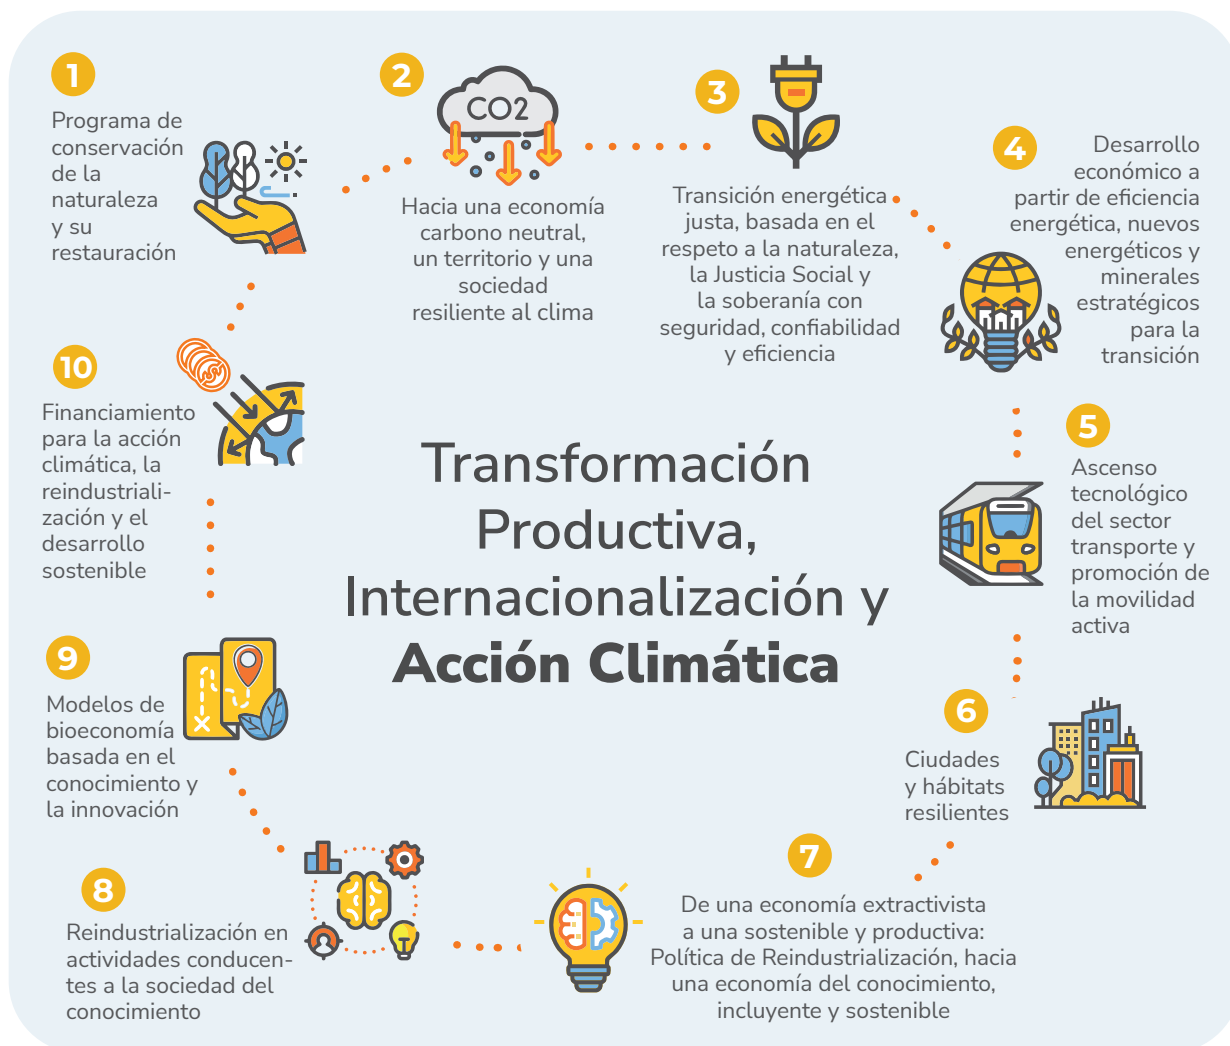 1
Programa de
conservación
de la
naturaleza
y su
restauración
2
CO2
Hacia una economía
carbono neutral,
un territorio y una
sociedad
resiliente al clima
3
Transición energética
justa, basada en el
respeto a la naturaleza,
la Justicia Social y
la soberanía con
seguridad, confiabilidad
y eficiencia
4
Desarrollo
económico a
partir de eficiencia
energética, nuevos
energéticos y
minerales
estratégicos
para la
transición
5
Ascenso
tecnológico
del sector
transporte y
promoción de
la movilidad
activa
6
Ciudades
y hábitats
resilientes
7
De una economía extractivista
a una sostenible y productiva:
Política de Reindustrialización, hacia
una economía del conocimiento,
incluyente y sostenible
8
Reindustrialización en
actividades conducen-
tes a la sociedad del
conocimiento
9
Modelos de
bioeconomía
basada en el
conocimiento y
la innovación
10
Financiamiento
para la acción
climática, la
reindustriali-
zación y el
desarrollo
sostenible
Transformación
Productiva,
Internacionalización y
Acción Climática